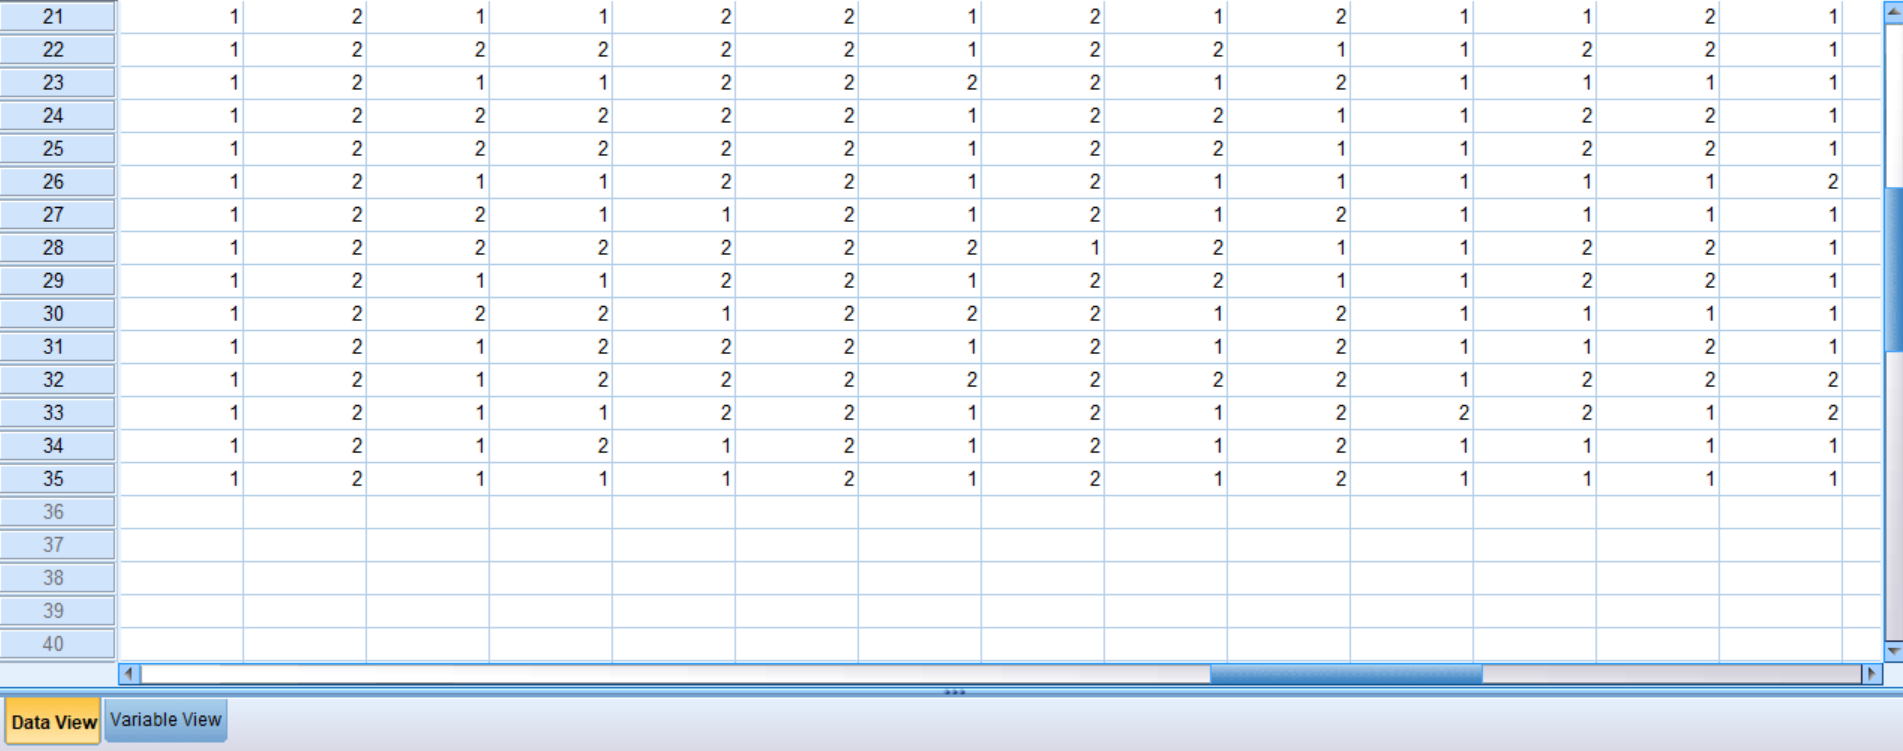 21 1 2 1 1 2 2 1 2 1 2 1 1 2 1
22 1 2 2 2 2 2 1 2 2 1 1 2 2 1
23 1 2 1 1 2 2 2 2 1 2 1 1 1 1
24 1 2 2 2 2 2 1 2 2 1 1 2 2 1
25 1 2 2 2 2 2 1 2 2 1 1 2 2 1
26 1 2 1 1 2 2 1 2 1 1 1 1 1 2
27 1 2 2 1 1 2 1 2 1 2 1 1 1 1
28 1 2 2 2 2 2 2 1 2 1 1 2 2 1
29 1 2 1 1 2 2 1 2 2 1 1 2 2 1
30 1 2 2 2 1 2 2 2 1 2 1 1 1 1
31 1 2 1 2 2 2 1 2 1 2 1 1 2 1
32 1 2 1 2 2 2 2 2 2 2 1 2 2 2
33 1 2 1 1 2 2 1 2 1 2 2 2 1 2
34 1 2 1 2 1 2 1 2 1 2 1 1 1 1
35 1 2 1 1 1 2 1 2 1 2 1 1 1 1
36
37
38
39
40
Data View Variable View